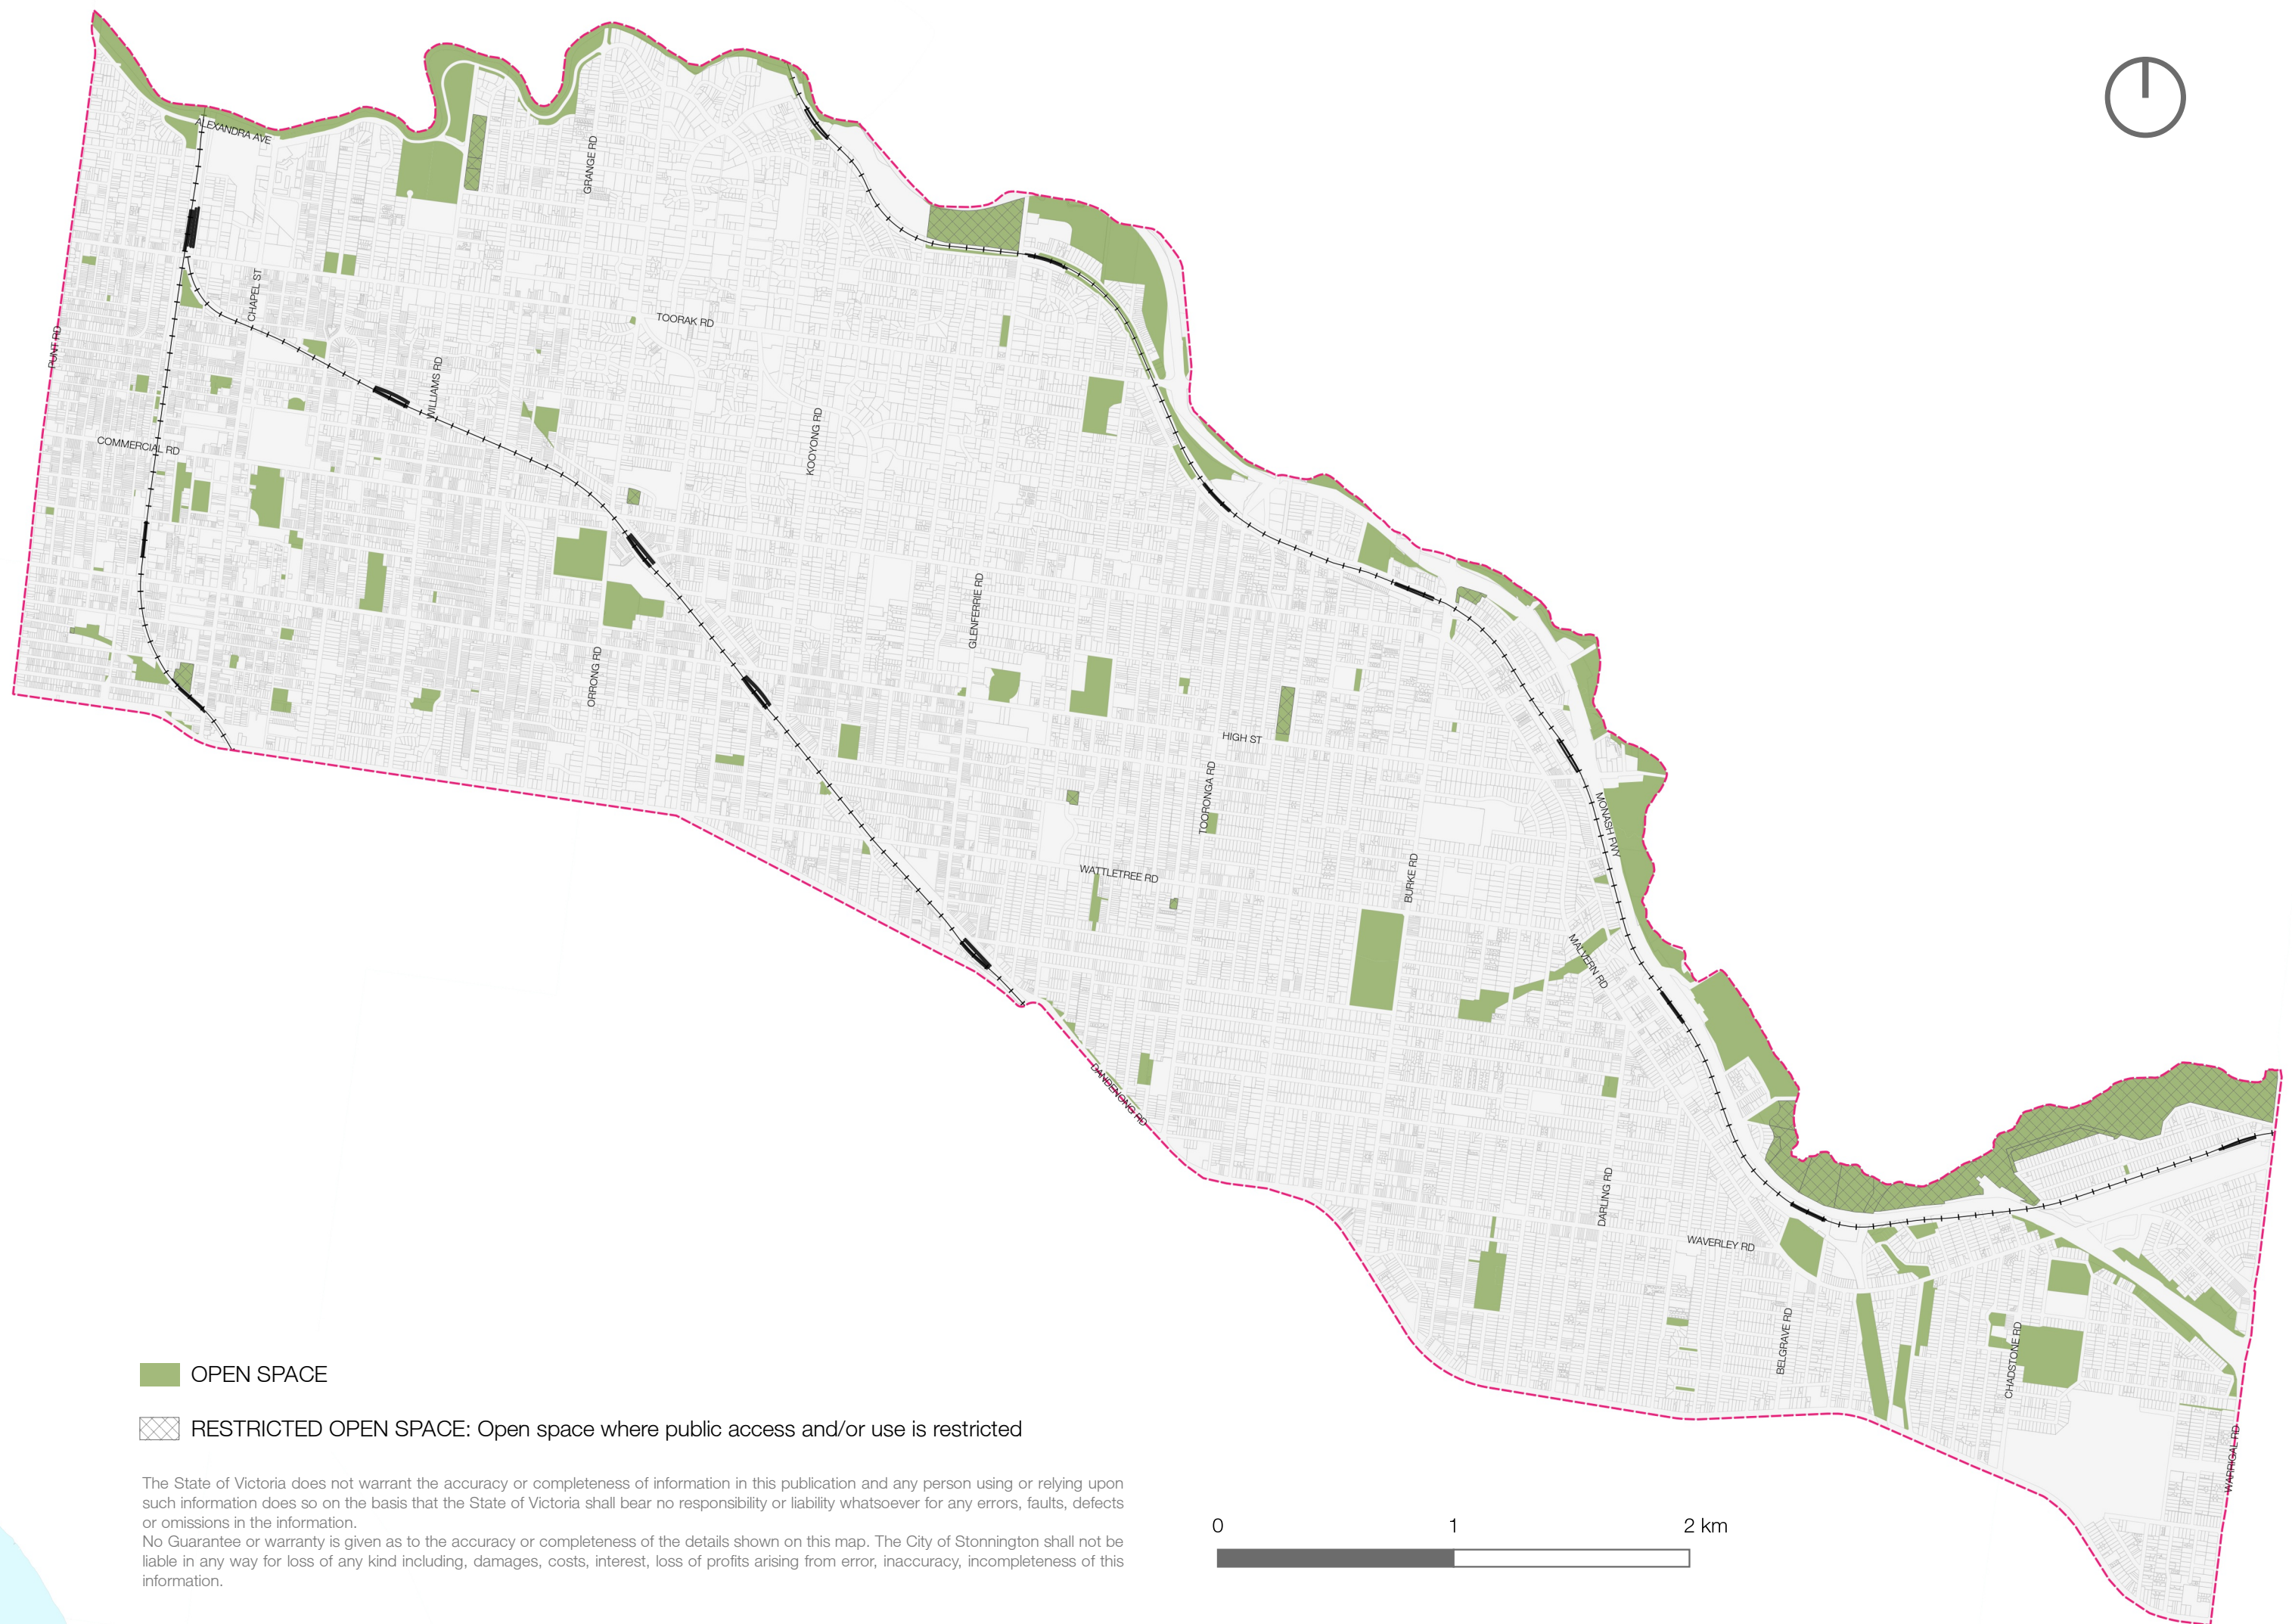 ALEXANDRA AVE
GRANGE RD
CHAPEL ST
TOORAK RD
PUNT RD
WILLIAMS RD
KOOYONG RD
COMMERCIAL RD
GLENFERRIE RD
ORRONG RD
HIGH ST
TOORONGA RD
MONASH FWY
WATTLETREE RD
BURKE RD
MALVERN RD
DANDENONG RD
DARLING RD
WAVERLEY RD
BELGRAVE RD
CHADSTONE RD
WARRIGAL RD
OPEN SPACE
RESTRICTED OPEN SPACE: Open space where public access and/or use is restricted
The State of Victoria does not warrant the accuracy or completeness of information in this publication and any person using or relying upon
such information does so on the basis that the State of Victoria shall bear no responsibility or liability whatsoever for any errors, faults, defects
or omissions in the information.
No Guarantee or warranty is given as to the accuracy or completeness of the details shown on this map. The City of Stonnington shall not be
liable in any way for loss of any kind including, damages, costs, interest, loss of profits arising from error, inaccuracy, incompleteness of this
information.
0 1 2 km